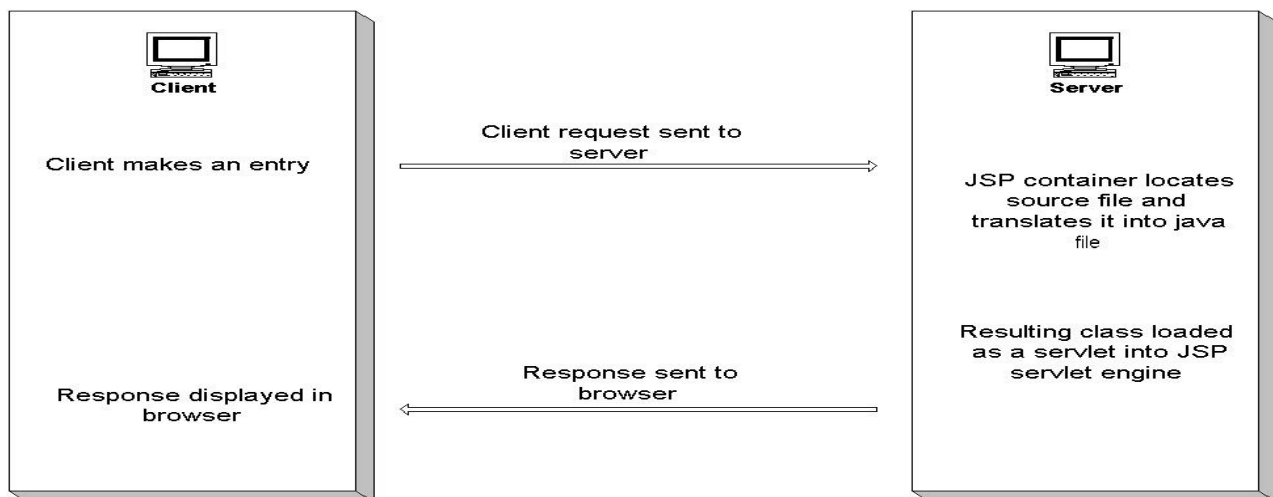 Client
Client makes an entry
Response displayed in
browser
Client request sent to
server
Response sent to
browser
Server
JSP container locates
source file and
translates it into java
file
Resulting class loaded
as a servlet into JSP
servlet engine